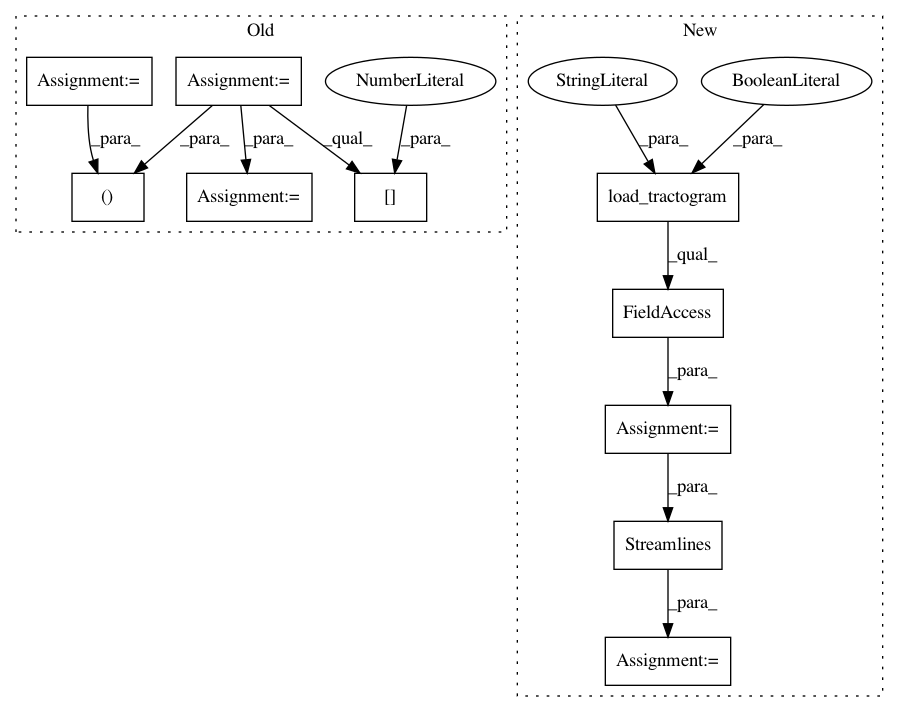 Old
New
Assignment:=
Assignment:=
NumberLiteral
StringLiteral
BooleanLiteral
_para_
_para_
_para_
_qual_
_para_
_para_
_para_
()
Assignment:=
[]
load_tractogram
_qual_
FieldAccess
_para_
Assignment:=
_para_
Streamlines
_para_
Assignment:=